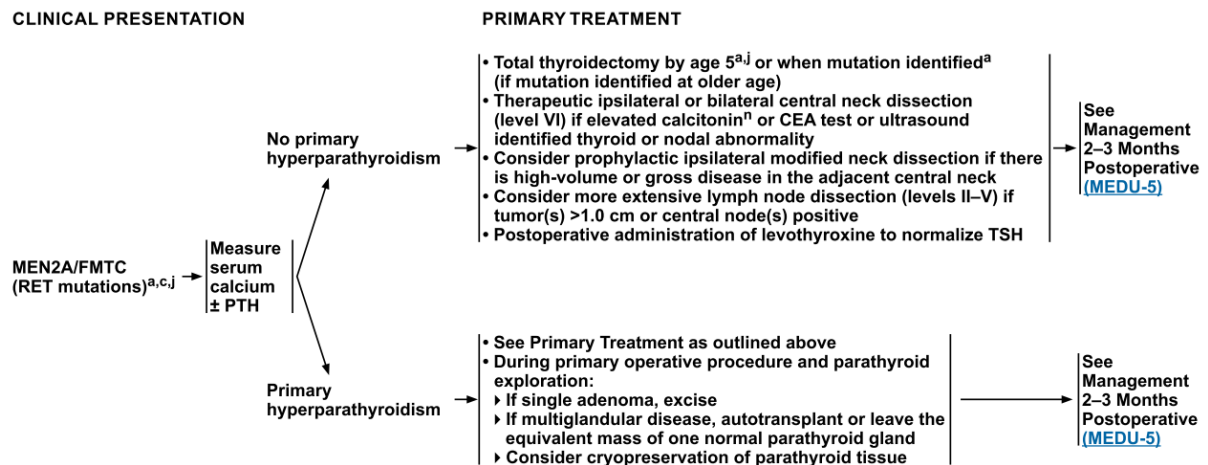 CLINICAL PRESENTATION
PRIMARY TREATMENT
• Total thyroidectomy by age 5a,j or when mutation identifieda
(if mutation identified at older age)
• Therapeutic ipsilateral or bilateral central neck dissection
(level VI) if elevated calcitoninn or CEA test or ultrasound
identified thyroid or nodal abnormality
• Consider prophylactic ipsilateral modified neck dissection if there
is high-volume or gross disease in the adjacent central neck
• Consider more extensive lymph node dissection (levels II–V) if
tumor(s) >1.0 cm or central node(s) positive
• Postoperative administration of levothyroxine to normalize TSH
No primary
hyperparathyroidism
See
Management
2–3 Months
Postoperative
(MEDU-5)
MEN2A/FMTC
(RET mutations)a,c,j
Measure
serum
calcium
± PTH
Primary
hyperparathyroidism
• See Primary Treatment as outlined above
• During primary operative procedure and parathyroid
exploration:
▸ If single adenoma, excise
▸ If multiglandular disease, autotransplant or leave the
equivalent mass of one normal parathyroid gland
▸ Consider cryopreservation of parathyroid tissue
See
Management
2–3 Months
Postoperative
(MEDU-5)